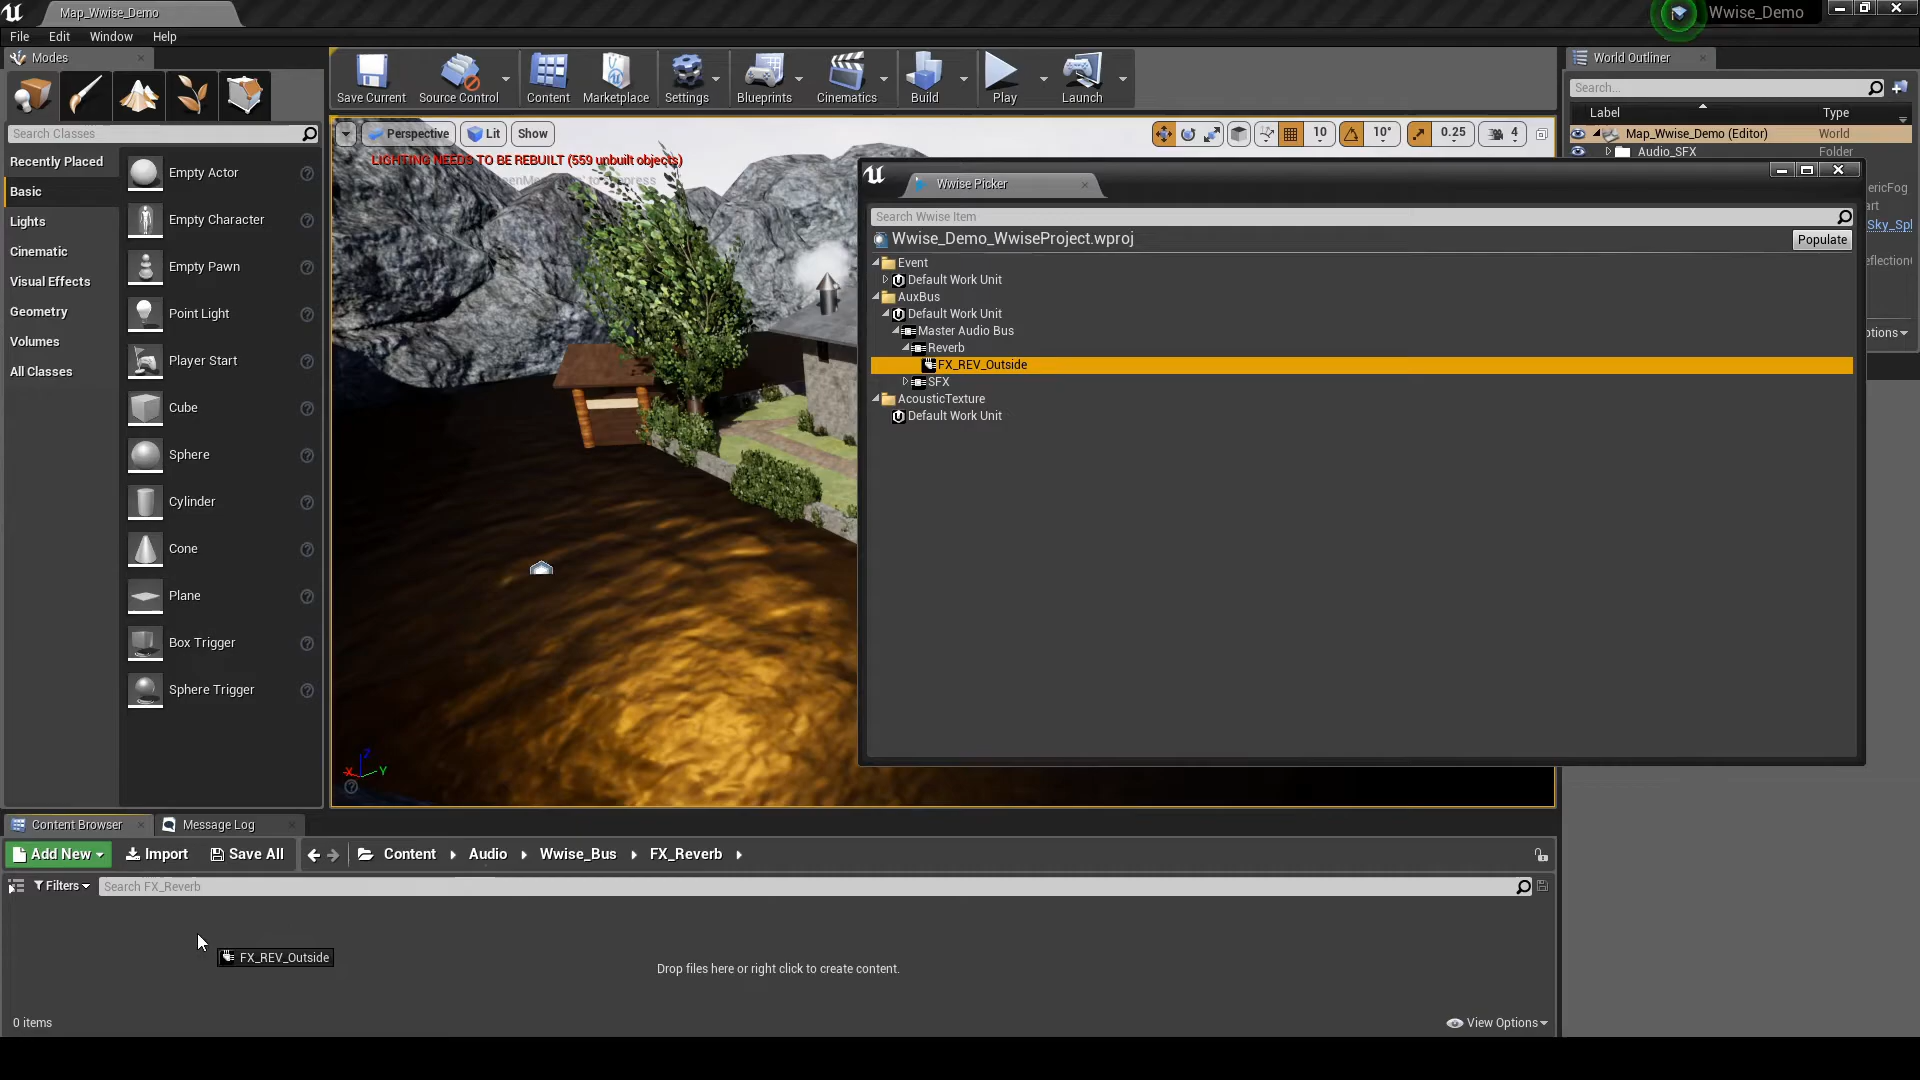 Map_Wwise_Demo
Wwise_Demo
File Edit Window Help
Modes
World Outliner
Save Current Source Control Content Marketplace Settings Blueprints Cinematics Build Play Launch
Search...
Label Type
Search Classes
Perspective Lit Show
10 10° 0.25 4
Map_Wwise_Demo (Editor) World
Audio_SFX Folder
LIGHTING NEEDS TO BE REBUILT (559 unbuilt objects)
Recently Placed
Basic
Lights
Cinematic
Visual Effects
Geometry
Volumes
All Classes
Empty Actor
Empty Character
Empty Pawn
Point Light
Player Start
Cube
Sphere
Cylinder
Cone
Plane
Box Trigger
Sphere Trigger
Wwise Picker
Search Wwise Item
Wwise_Demo_WwiseProject.wproj
Populate
Event
Default Work Unit
AuxBus
Default Work Unit
Master Audio Bus
Reverb
FX_REV_Outside
SFX
AcousticTexture
Default Work Unit
ericFog
art
Sky_Spl
ptions
X Y Z
Content Browser Message Log
Add New Import Save All Content Audio Wwise_Bus FX_Reverb
Filters Search FX_Reverb
FX_REV_Outside
Drop files here or right click to create content.
0 items
View Options